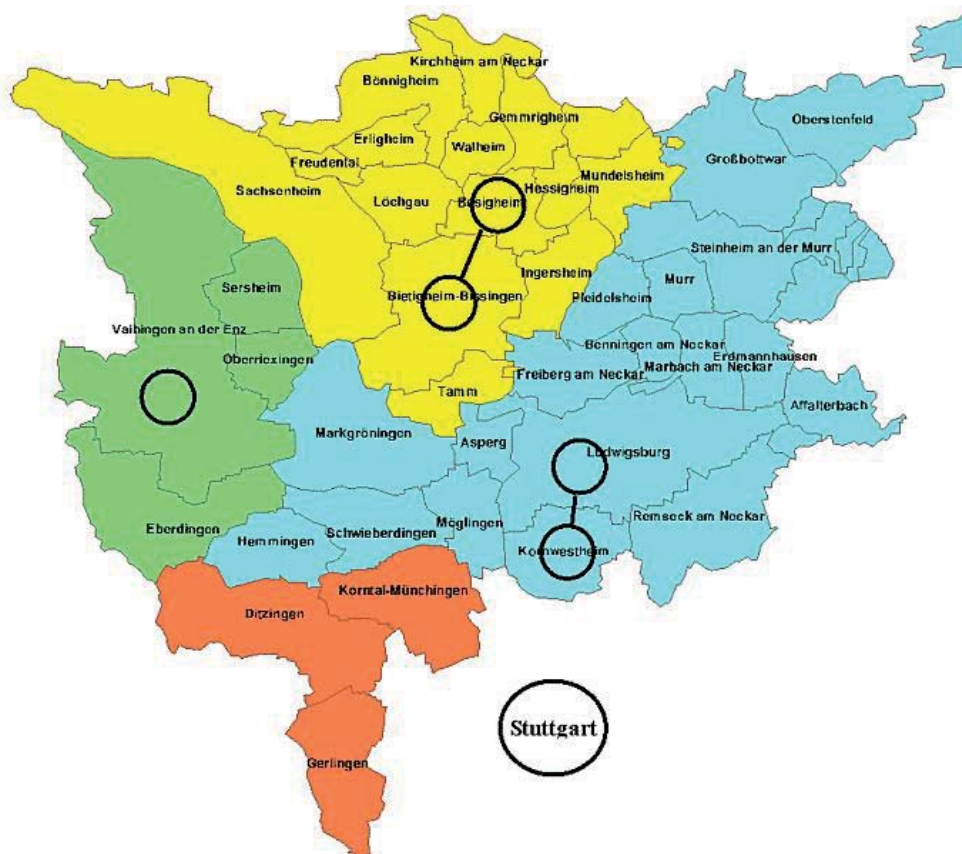 Kirchheim am Neckar
Bönnigheim
Gemmrigheim
Oberstenfeld
Erligheim
Walheim
Großbottwar
Freudental
Mundelsheim
Sachsenheim
Hessigheim
Löchgau
Besigheim
Steinheim an der Murr
Ingersheim
Murr
Sersheim
Bietigheim-Bissingen
Pleidelsheim
Vaihingen an der Enz
Benningen am Neckar
Oberriexingen
Erdmannhausen
Marbach am Neckar
Freiberg am Neckar
Tamm
Affalterbach
Markgröningen
Asperg
Ludwigsburg
Remseck am Neckar
Möglingen
Eberdingen
Schwieberdingen
Hemmingen
Kornwestheim
Korntal-Münchingen
Ditzingen
Stuttgart
Gerlingen